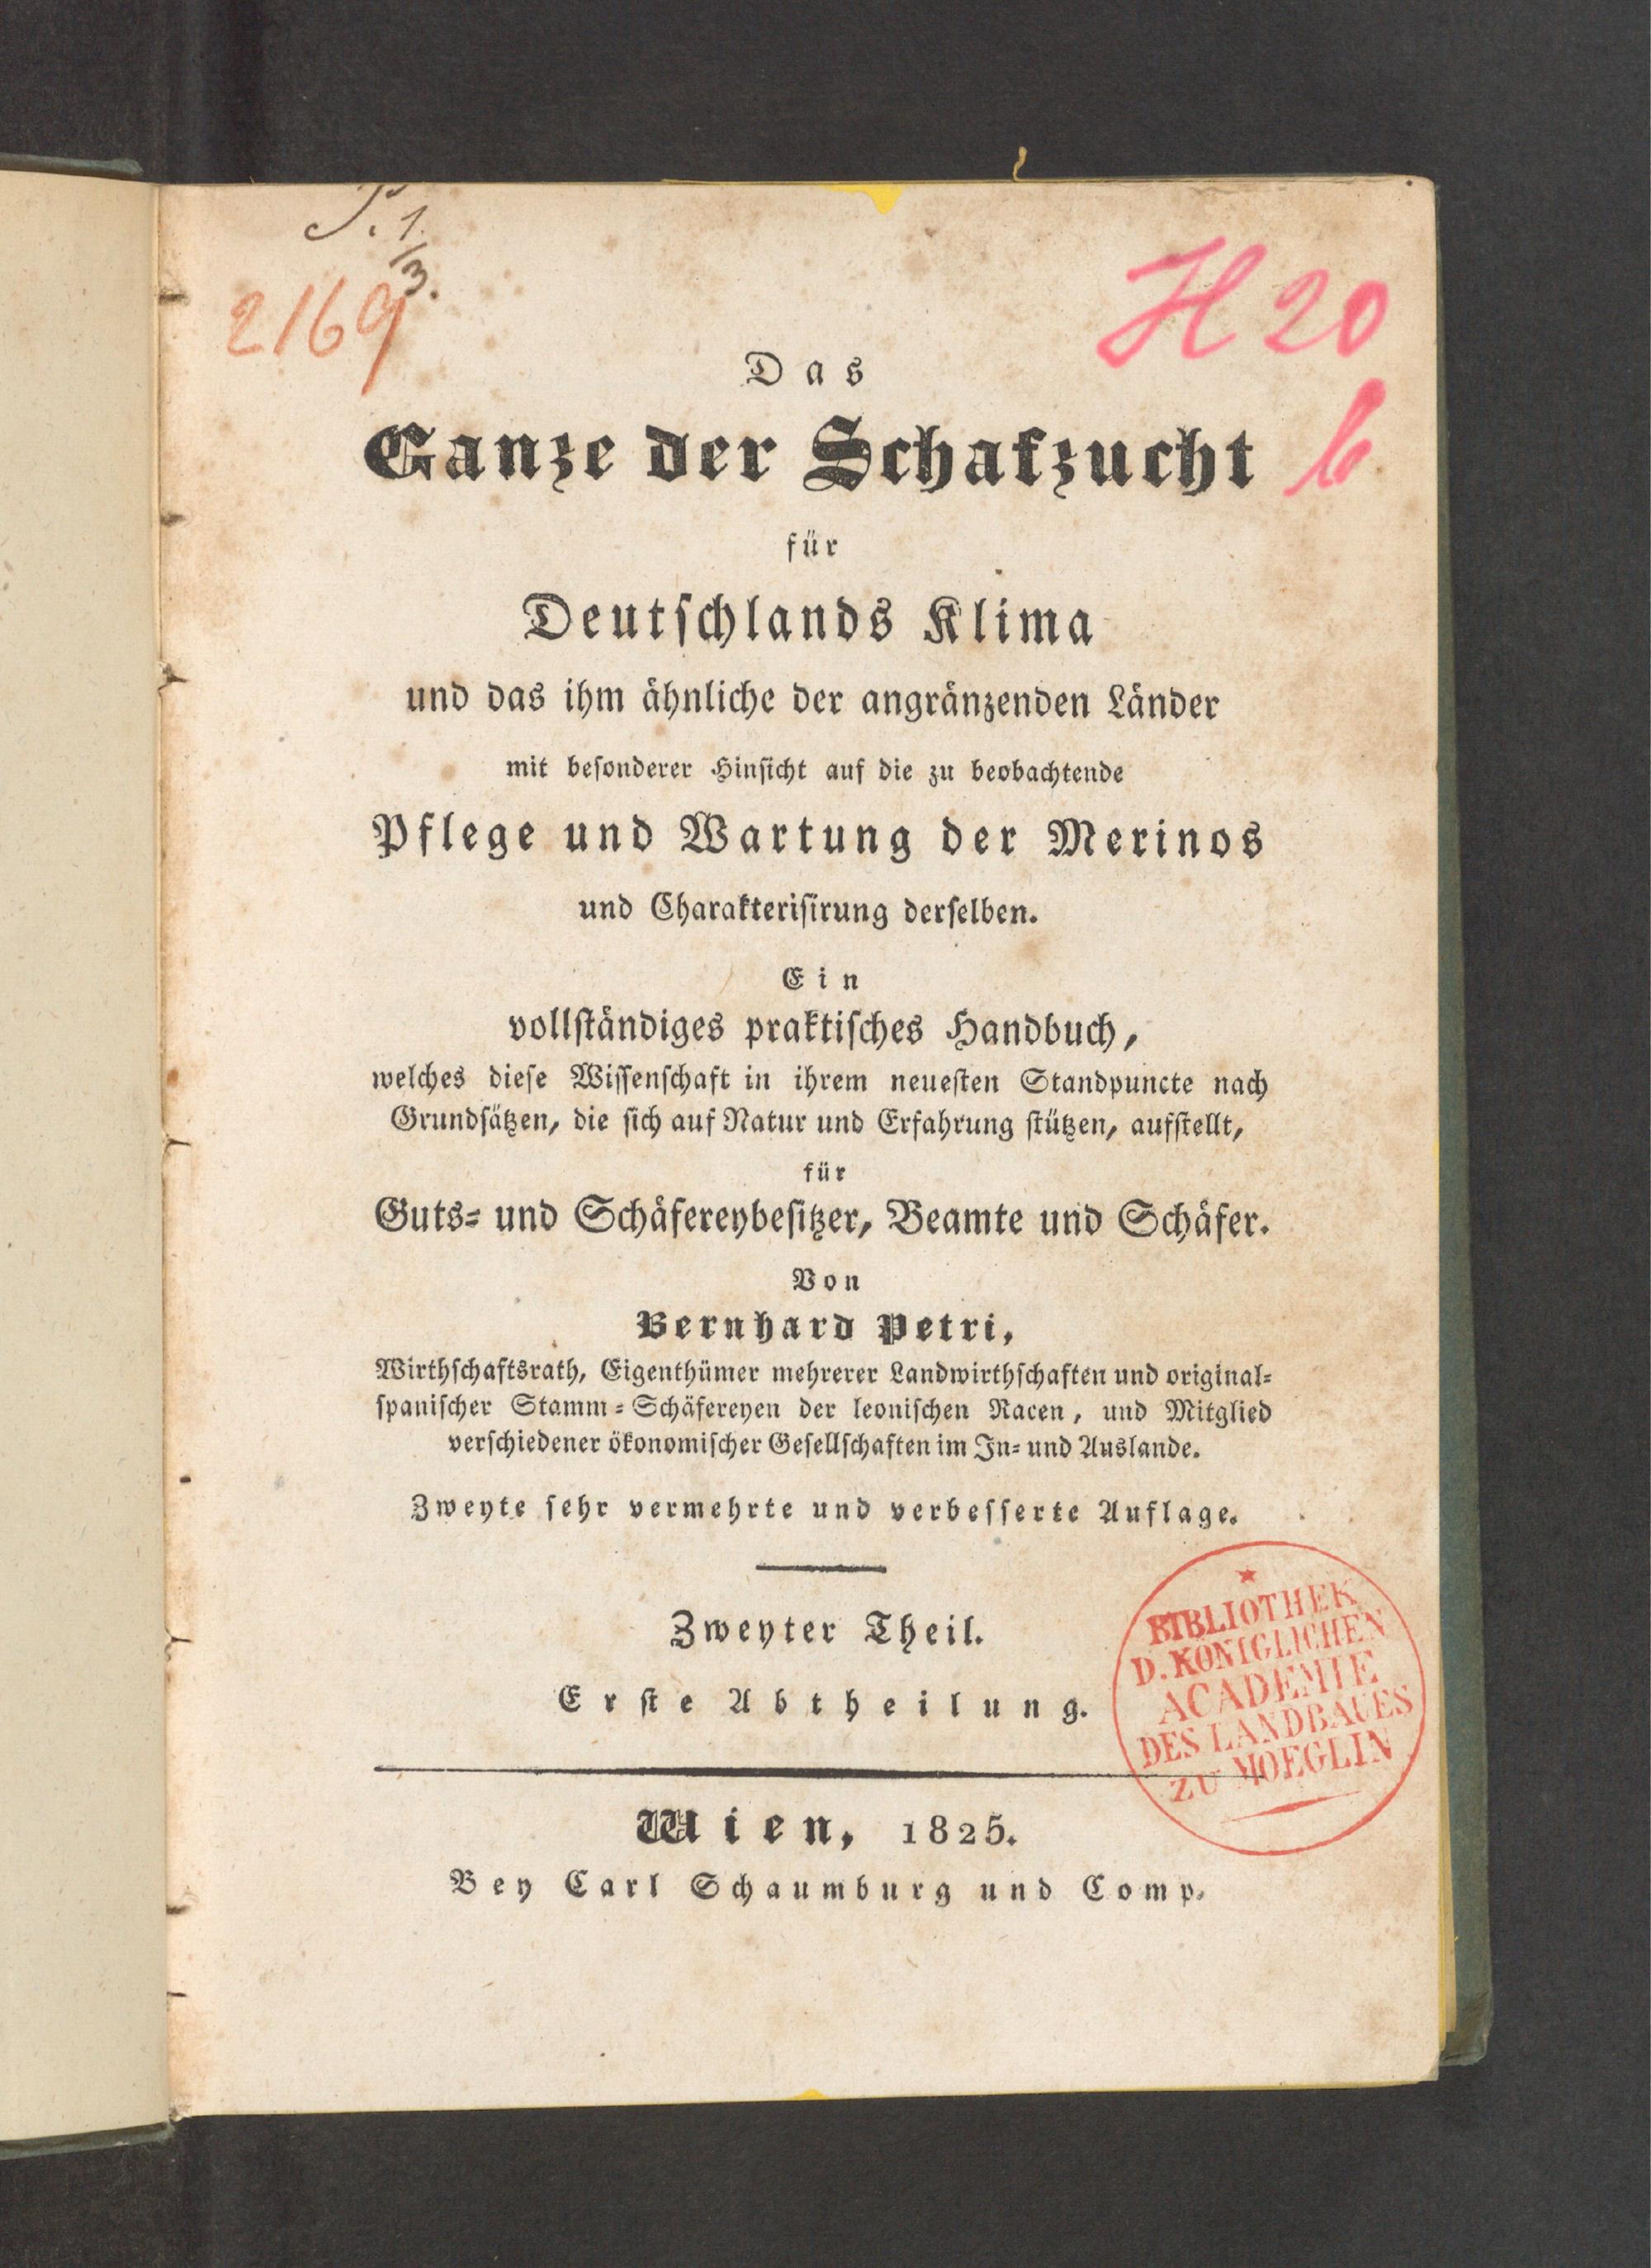 1.
3.
2169
H 20
b
Das
Ganze der Schafzucht
für
Deutschlands Klima
und das ihm ähnliche der angränzenden Länder
mit besonderer Hinsicht auf die zu beobachtende
Pflege und Wartung der Merinos
und Charakterisirung derselben.
Ein
vollständiges praktisches Handbuch,
welches diese Wissenschaft in ihrem neuesten Standpuncte nach
Grundsätzen, die sich auf Natur und Erfahrung stützen, aufstellt,
für
Guts- und Schäfereybesitzer, Beamte und Schäfer.
Von
Bernhard Petri,
Wirthschaftsrath, Eigenthümer mehrerer Landwirthschaften und original-
spanischer Stamm-Schäfereyen der leonischen Racen, und Mitglied
verschiedener ökonomischer Gesellschaften im In- und Auslande.
Zweyte sehr vermehrte und verbesserte Auflage.
Zweyter Theil.
Erste Abtheilung.
BIBLIOTHEK
D. KÖNIGLICHEN
ACADEMIE
DES LANDBAUES
ZU MOEGLIN
Wien, 1825.
Bey Carl Schaumburg und Comp.